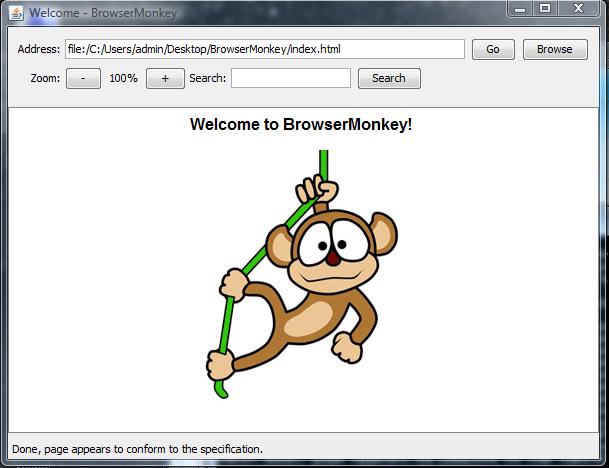 Welcome - BrowserMonkey
Address: file:/C:/Users/admin/Desktop/BrowserMonkey/index.html Go Browse
Zoom: - 100% + Search: Search
Welcome to BrowserMonkey!
Done, page appears to conform to the specification.